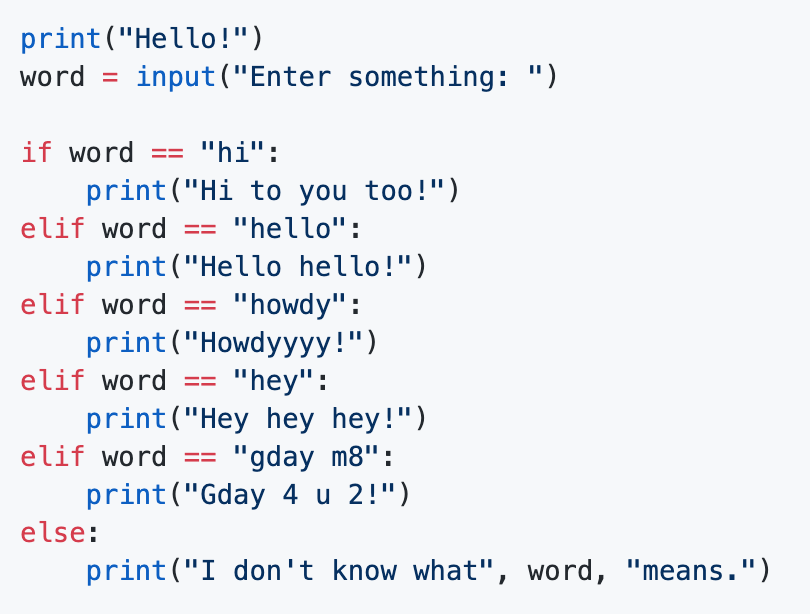 print("Hello!")
word = input("Enter something: ")

if word == "hi":
    print("Hi to you too!")
elif word == "hello":
    print("Hello hello!")
elif word == "howdy":
    print("Howdyyyy!")
elif word == "hey":
    print("Hey hey hey!")
elif word == "gday m8":
    print("Gday 4 u 2!")
else:
    print("I don't know what", word, "means.")